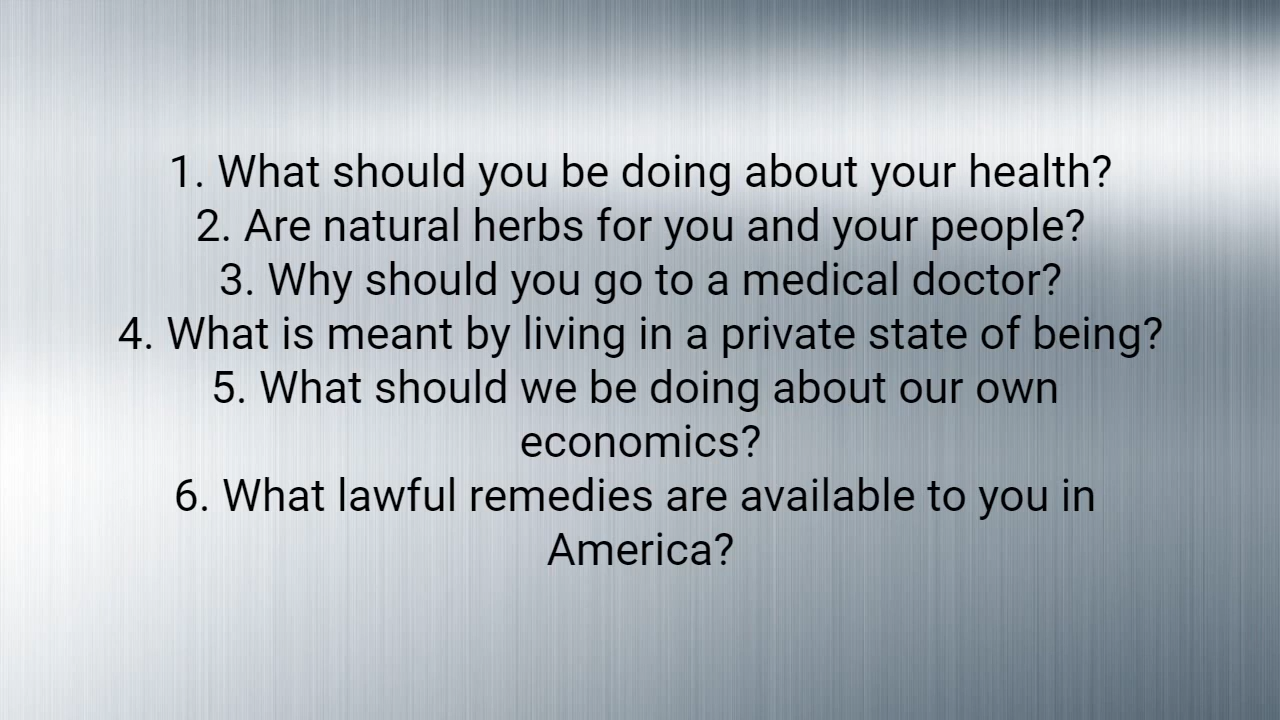 1. What should you be doing about your health?
2. Are natural herbs for you and your people?
3. Why should you go to a medical doctor?
4. What is meant by living in a private state of being?
5. What should we be doing about our own
economics?
6. What lawful remedies are available to you in
America?